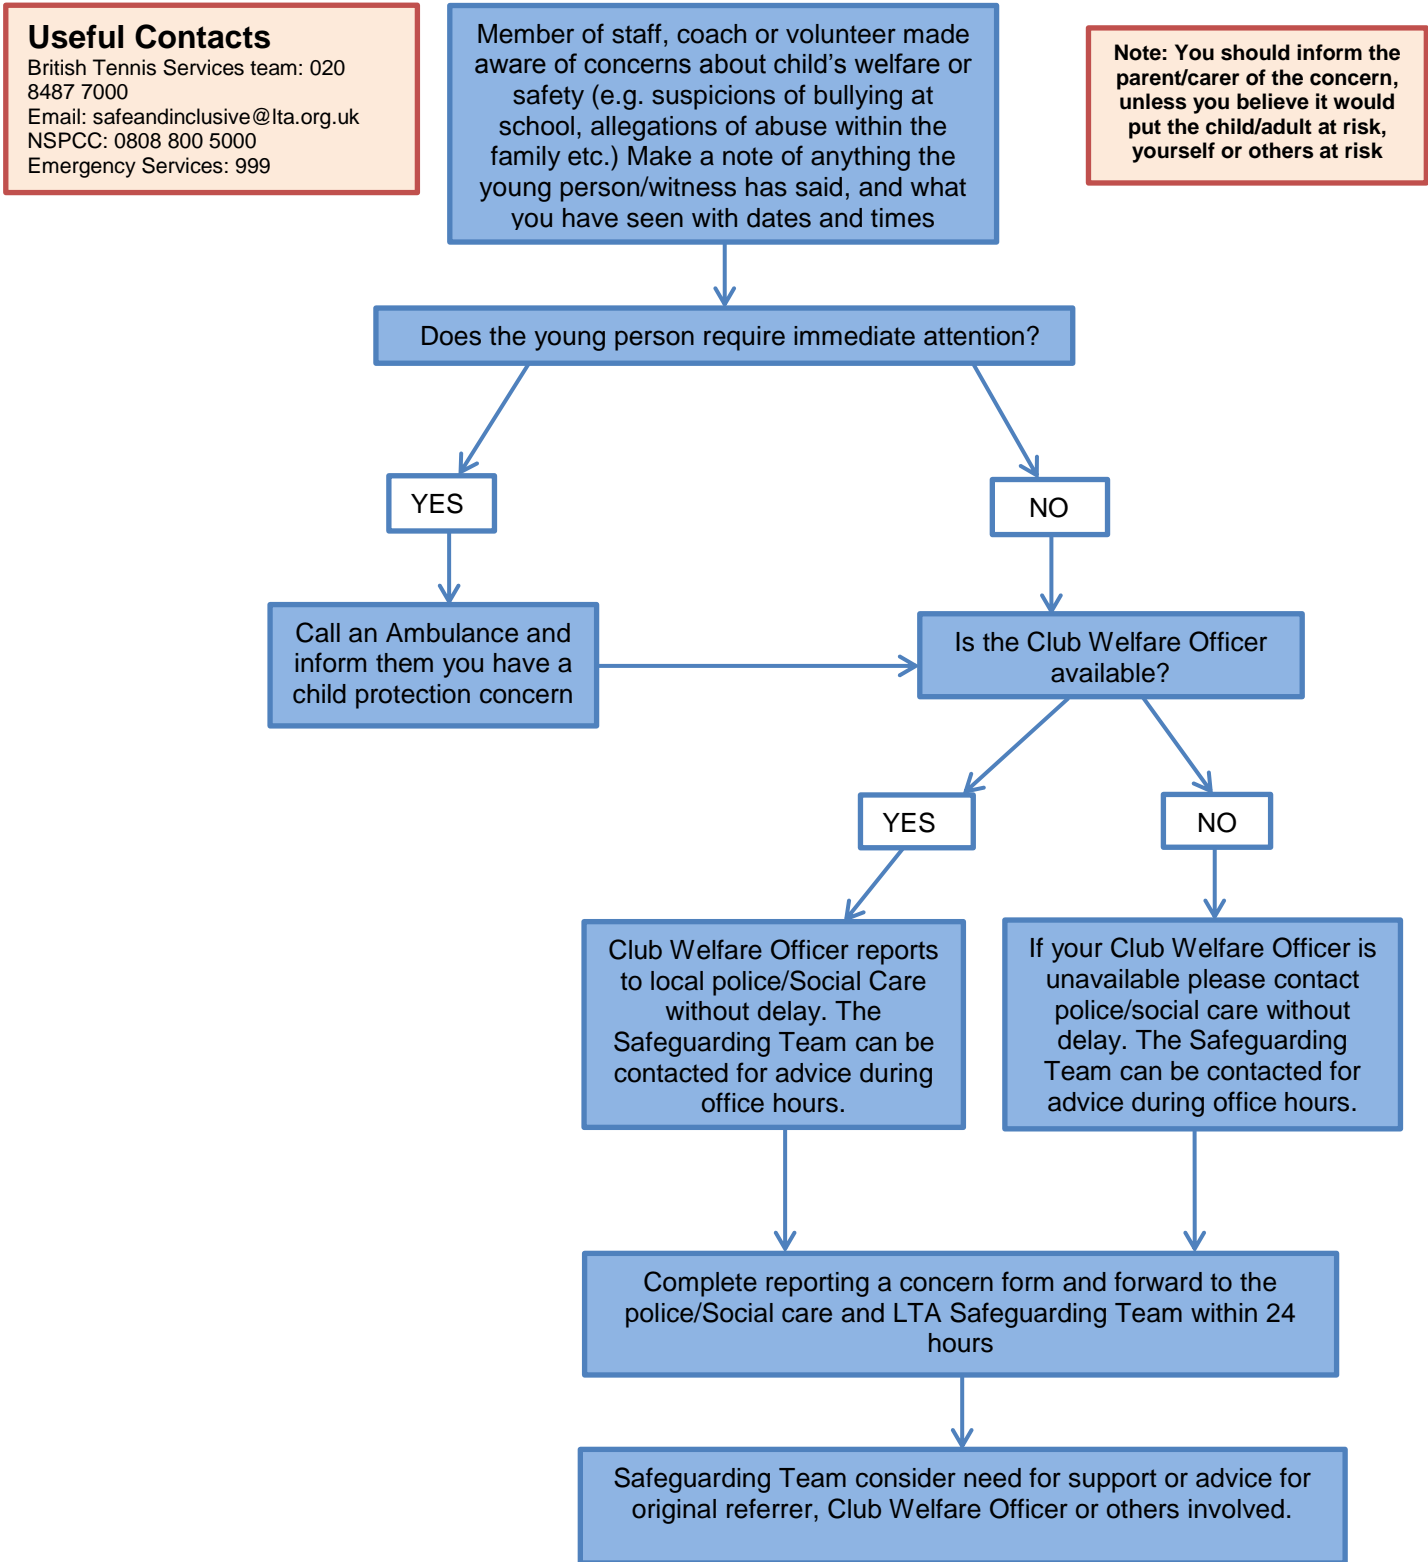 Useful Contacts
British Tennis Services team: 020
8487 7000
Email: safeandinclusive@lta.org.uk
NSPCC: 0808 800 5000
Emergency Services: 999
Member of staff, coach or volunteer made
aware of concerns about child's welfare or
safety (e.g. suspicions of bullying at
school, allegations of abuse within the
family etc.) Make a note of anything the
young person/witness has said, and what
you have seen with dates and times
Note: You should inform the
parent/carer of the concern,
unless you believe it would
put the child/adult at risk,
yourself or others at risk
Does the young person require immediate attention?
YES
NO
Call an Ambulance and
inform them you have a
child protection concern
Is the Club Welfare Officer
available?
YES
NO
Club Welfare Officer reports
to local police/Social Care
without delay. The
Safeguarding Team can be
contacted for advice during
office hours.
If your Club Welfare Officer is
unavailable please contact
police/social care without
delay. The Safeguarding
Team can be contacted for
advice during office hours.
Complete reporting a concern form and forward to the
police/Social care and LTA Safeguarding Team within 24
hours
Safeguarding Team consider need for support or advice for
original referrer, Club Welfare Officer or others involved.